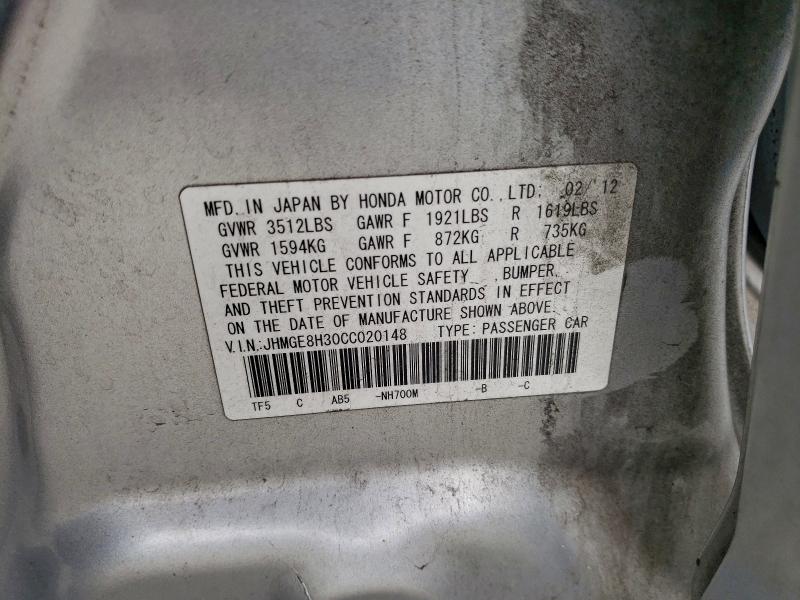 MFD. IN JAPAN BY HONDA MOTOR CO., LTD. 02/12
GVWR 3512LBS GAWR F 1921LBS R 1619LBS
GVWR 1594KG GAWR F 872KG R 735KG
THIS VEHICLE CONFORMS TO ALL APPLICABLE
FEDERAL MOTOR VEHICLE SAFETY , BUMPER,
AND THEFT PREVENTION STANDARDS IN EFFECT
ON THE DATE OF MANUFACTURE SHOWN ABOVE.
V.I.N.:JHMGE8H30CC020148 TYPE: PASSENGER CAR
TF5 C AB5 -NH700M -B -C